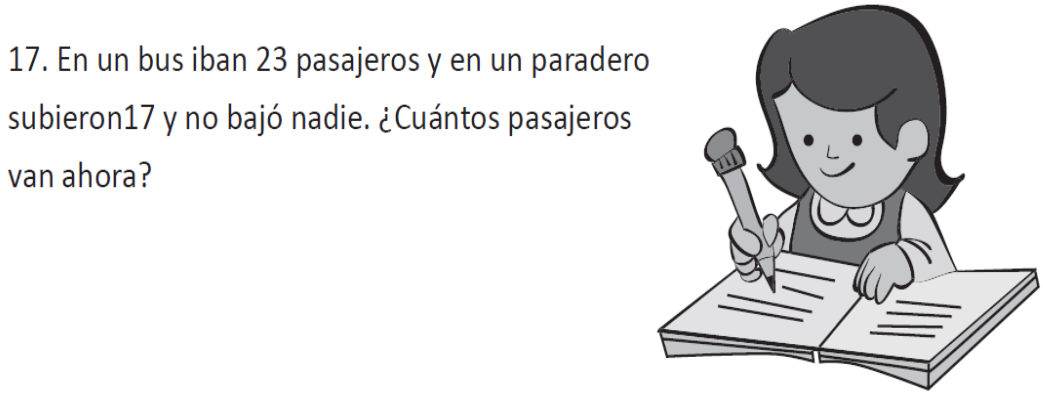 17. En un bus iban 23 pasajeros y en un paradero
subieron17 y no bajó nadie. ¿Cuántos pasajeros
van ahora?